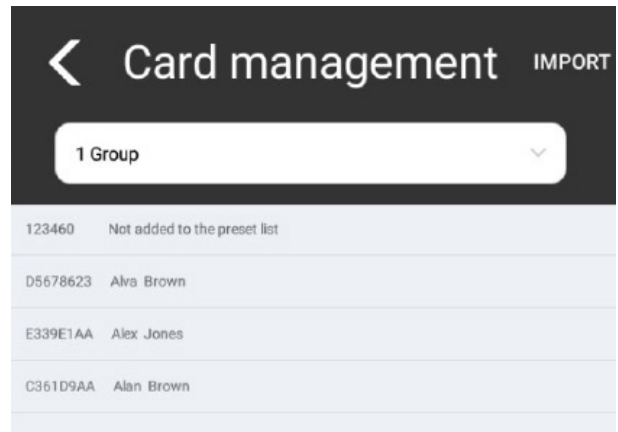 Card management IMPORT
1 Group
123460 Not added to the preset list
D5678623 Alva Brown
E339E1AA Alex Jones
C361D9AA Alan Brown